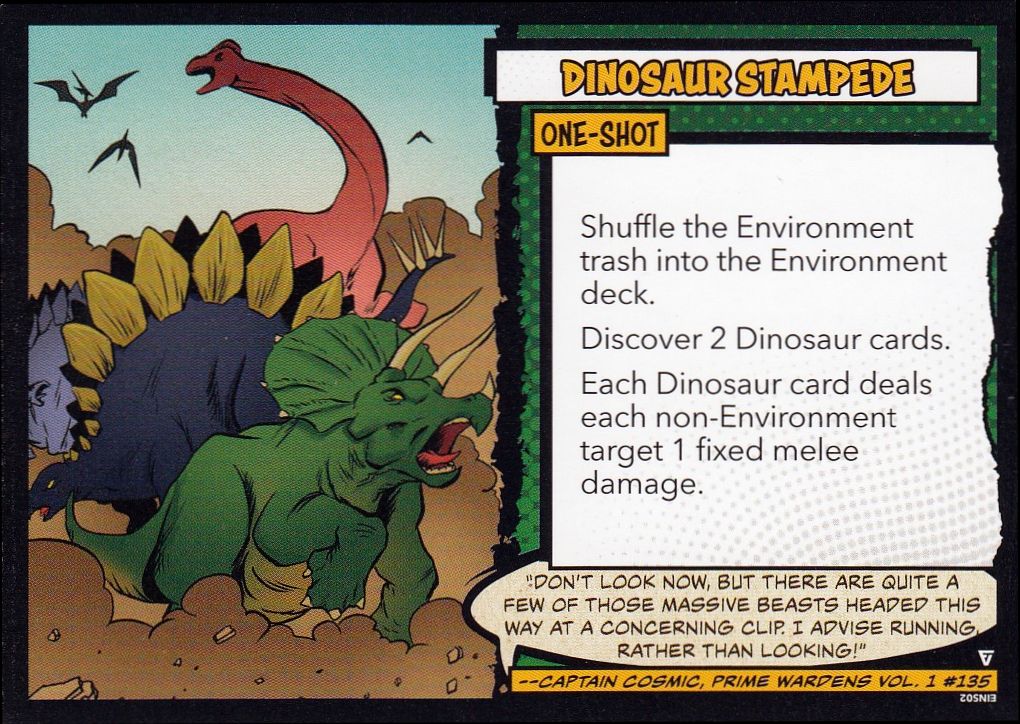 DINOSAUR STAMPEDE
ONE-SHOT
Shuffle the Environment
trash into the Environment
deck.
Discover 2 Dinosaur cards.
Each Dinosaur card deals
each non-Environment
target 1 fixed melee
damage.
"DON'T LOOK NOW, BUT THERE ARE QUITE A
FEW OF THOSE MASSIVE BEASTS HEADED THIS
WAY AT A CONCERNING CLIP. I ADVISE RUNNING,
RATHER THAN LOOKING!"
--CAPTAIN COSMIC, PRIME WARDENS VOL. 1 #135
EINS02